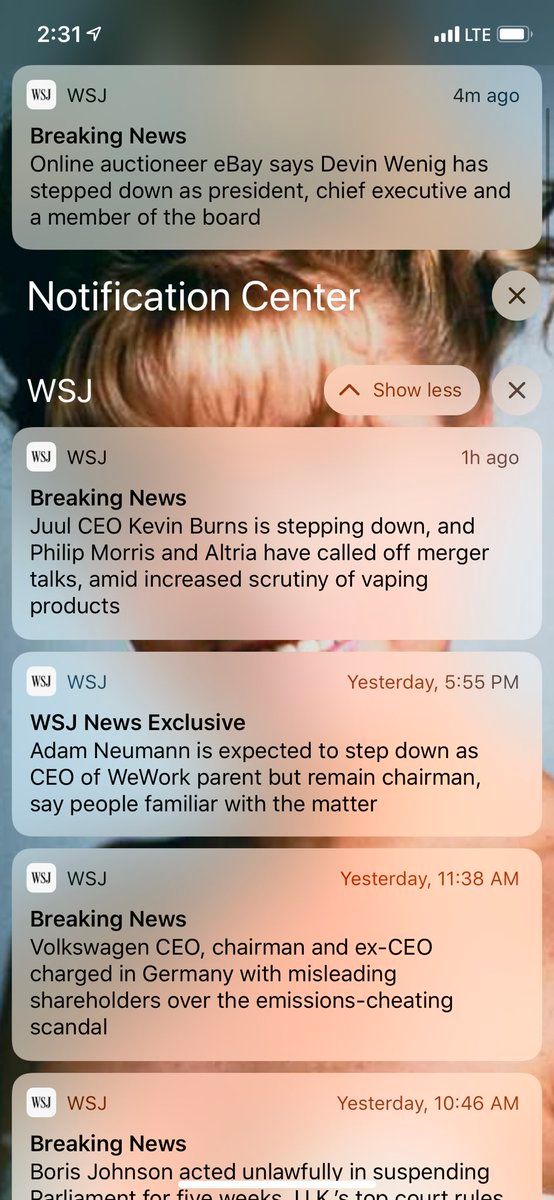 2:31 LTE
WSJ WSJ 4m ago
Breaking News
Online auctioneer eBay says Devin Wenig has
stepped down as president, chief executive and
a member of the board
Notification Center
WSJ Show less
WSJ WSJ 1h ago
Breaking News
Juul CEO Kevin Burns is stepping down, and
Philip Morris and Altria have called off merger
talks, amid increased scrutiny of vaping
products
WSJ WSJ Yesterday, 5:55 PM
WSJ News Exclusive
Adam Neumann is expected to step down as
CEO of WeWork parent but remain chairman,
say people familiar with the matter
WSJ WSJ Yesterday, 11:38 AM
Breaking News
Volkswagen CEO, chairman and ex-CEO
charged in Germany with misleading
shareholders over the emissions-cheating
scandal
WSJ WSJ Yesterday, 10:46 AM
Breaking News
Boris Johnson acted unlawfully in suspending
Parliament for five weeks, U.K.'s top court rules